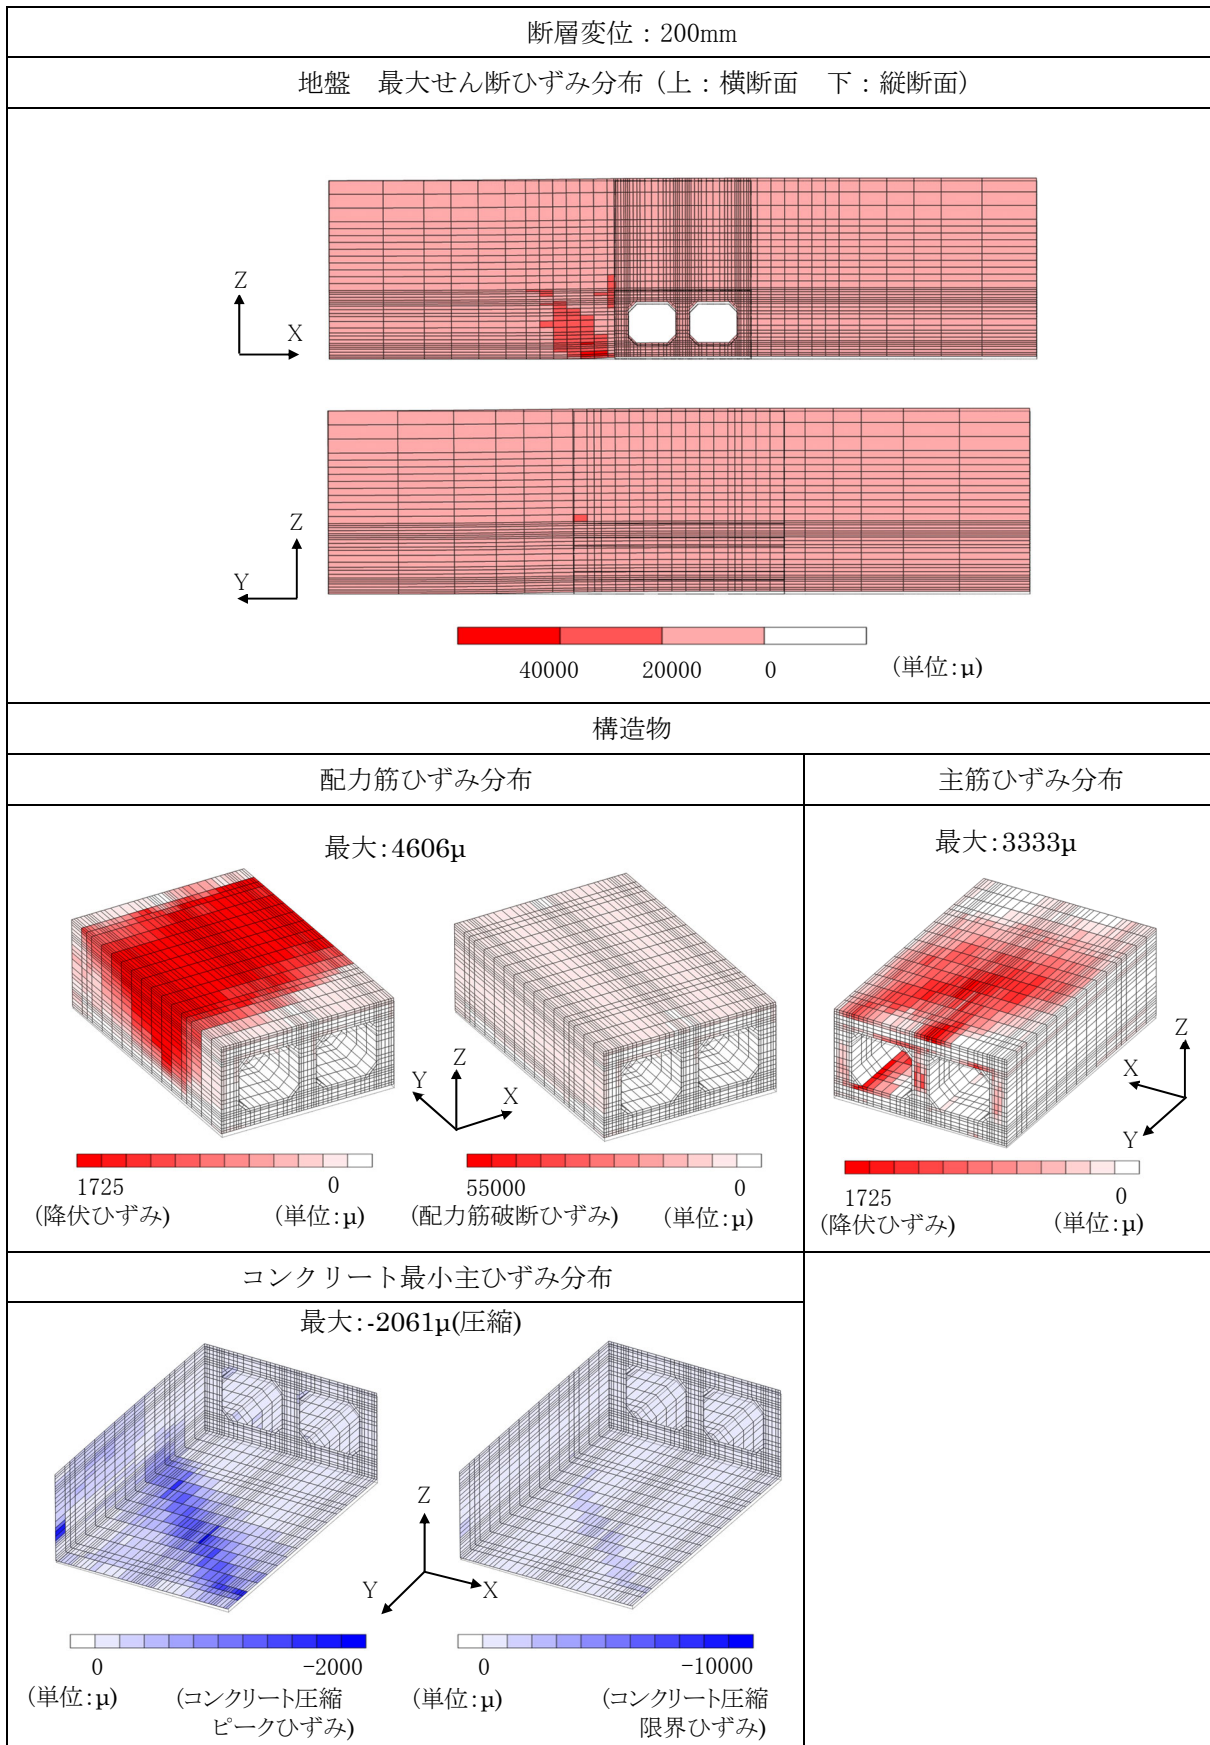 断層変位：200mm
地盤　最大せん断ひずみ分布（上：横断面　下：縦断面）
Z
X
Z
Y
40000 20000 0 (単位:μ)
構造物
配力筋ひずみ分布
主筋ひずみ分布
最大:4606μ
最大:3333μ
Y
Z
X
Z
X
Y
1725 0
(降伏ひずみ) (単位:μ)
55000 0
(配力筋破断ひずみ) (単位:μ)
1725 0
(降伏ひずみ) (単位:μ)
コンクリート最小主ひずみ分布
最大:-2061μ(圧縮)
Z
Y
X
0 -2000
(単位:μ) (コンクリート圧縮
ピークひずみ)
0 -10000
(単位:μ) (コンクリート圧縮
限界ひずみ)